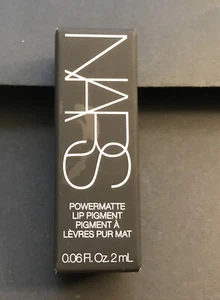 NARS
POWERMATTE
LIP PIGMENT
PIGMENT À
LÈVRES PUR MAT
0.06 Fl. Oz. 2 mL